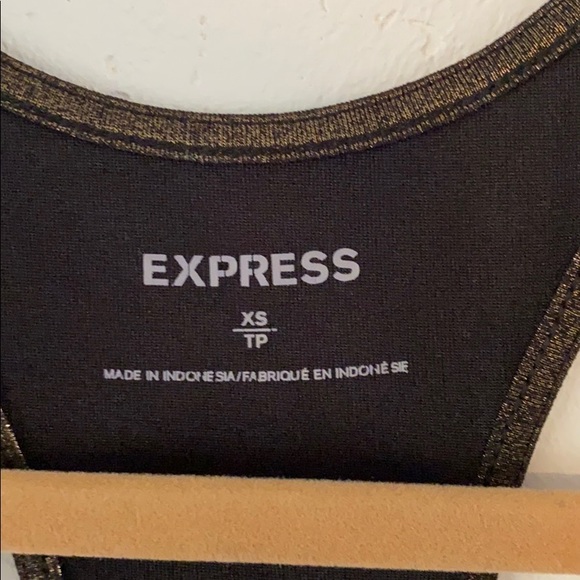 EXPRESS
XS
TP
MADE IN INDONESIA/FABRIQUÉ EN INDONÉSIE